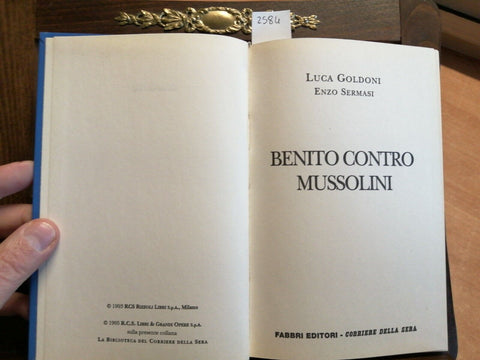 2584
© 1993 RCS RIZZOLI LIBRI S.p.A., Milano
© 1995 R.C.S. LIBRI & GRANDI OPERE S.p.A.
sulla presente collana
LA BIBLIOTECA DEL CORRIERE DELLA SERA
LUCA GOLDONI
ENZO SERMASI
BENITO CONTRO
MUSSOLINI
FABBRI EDITORI - CORRIERE DELLA SERA